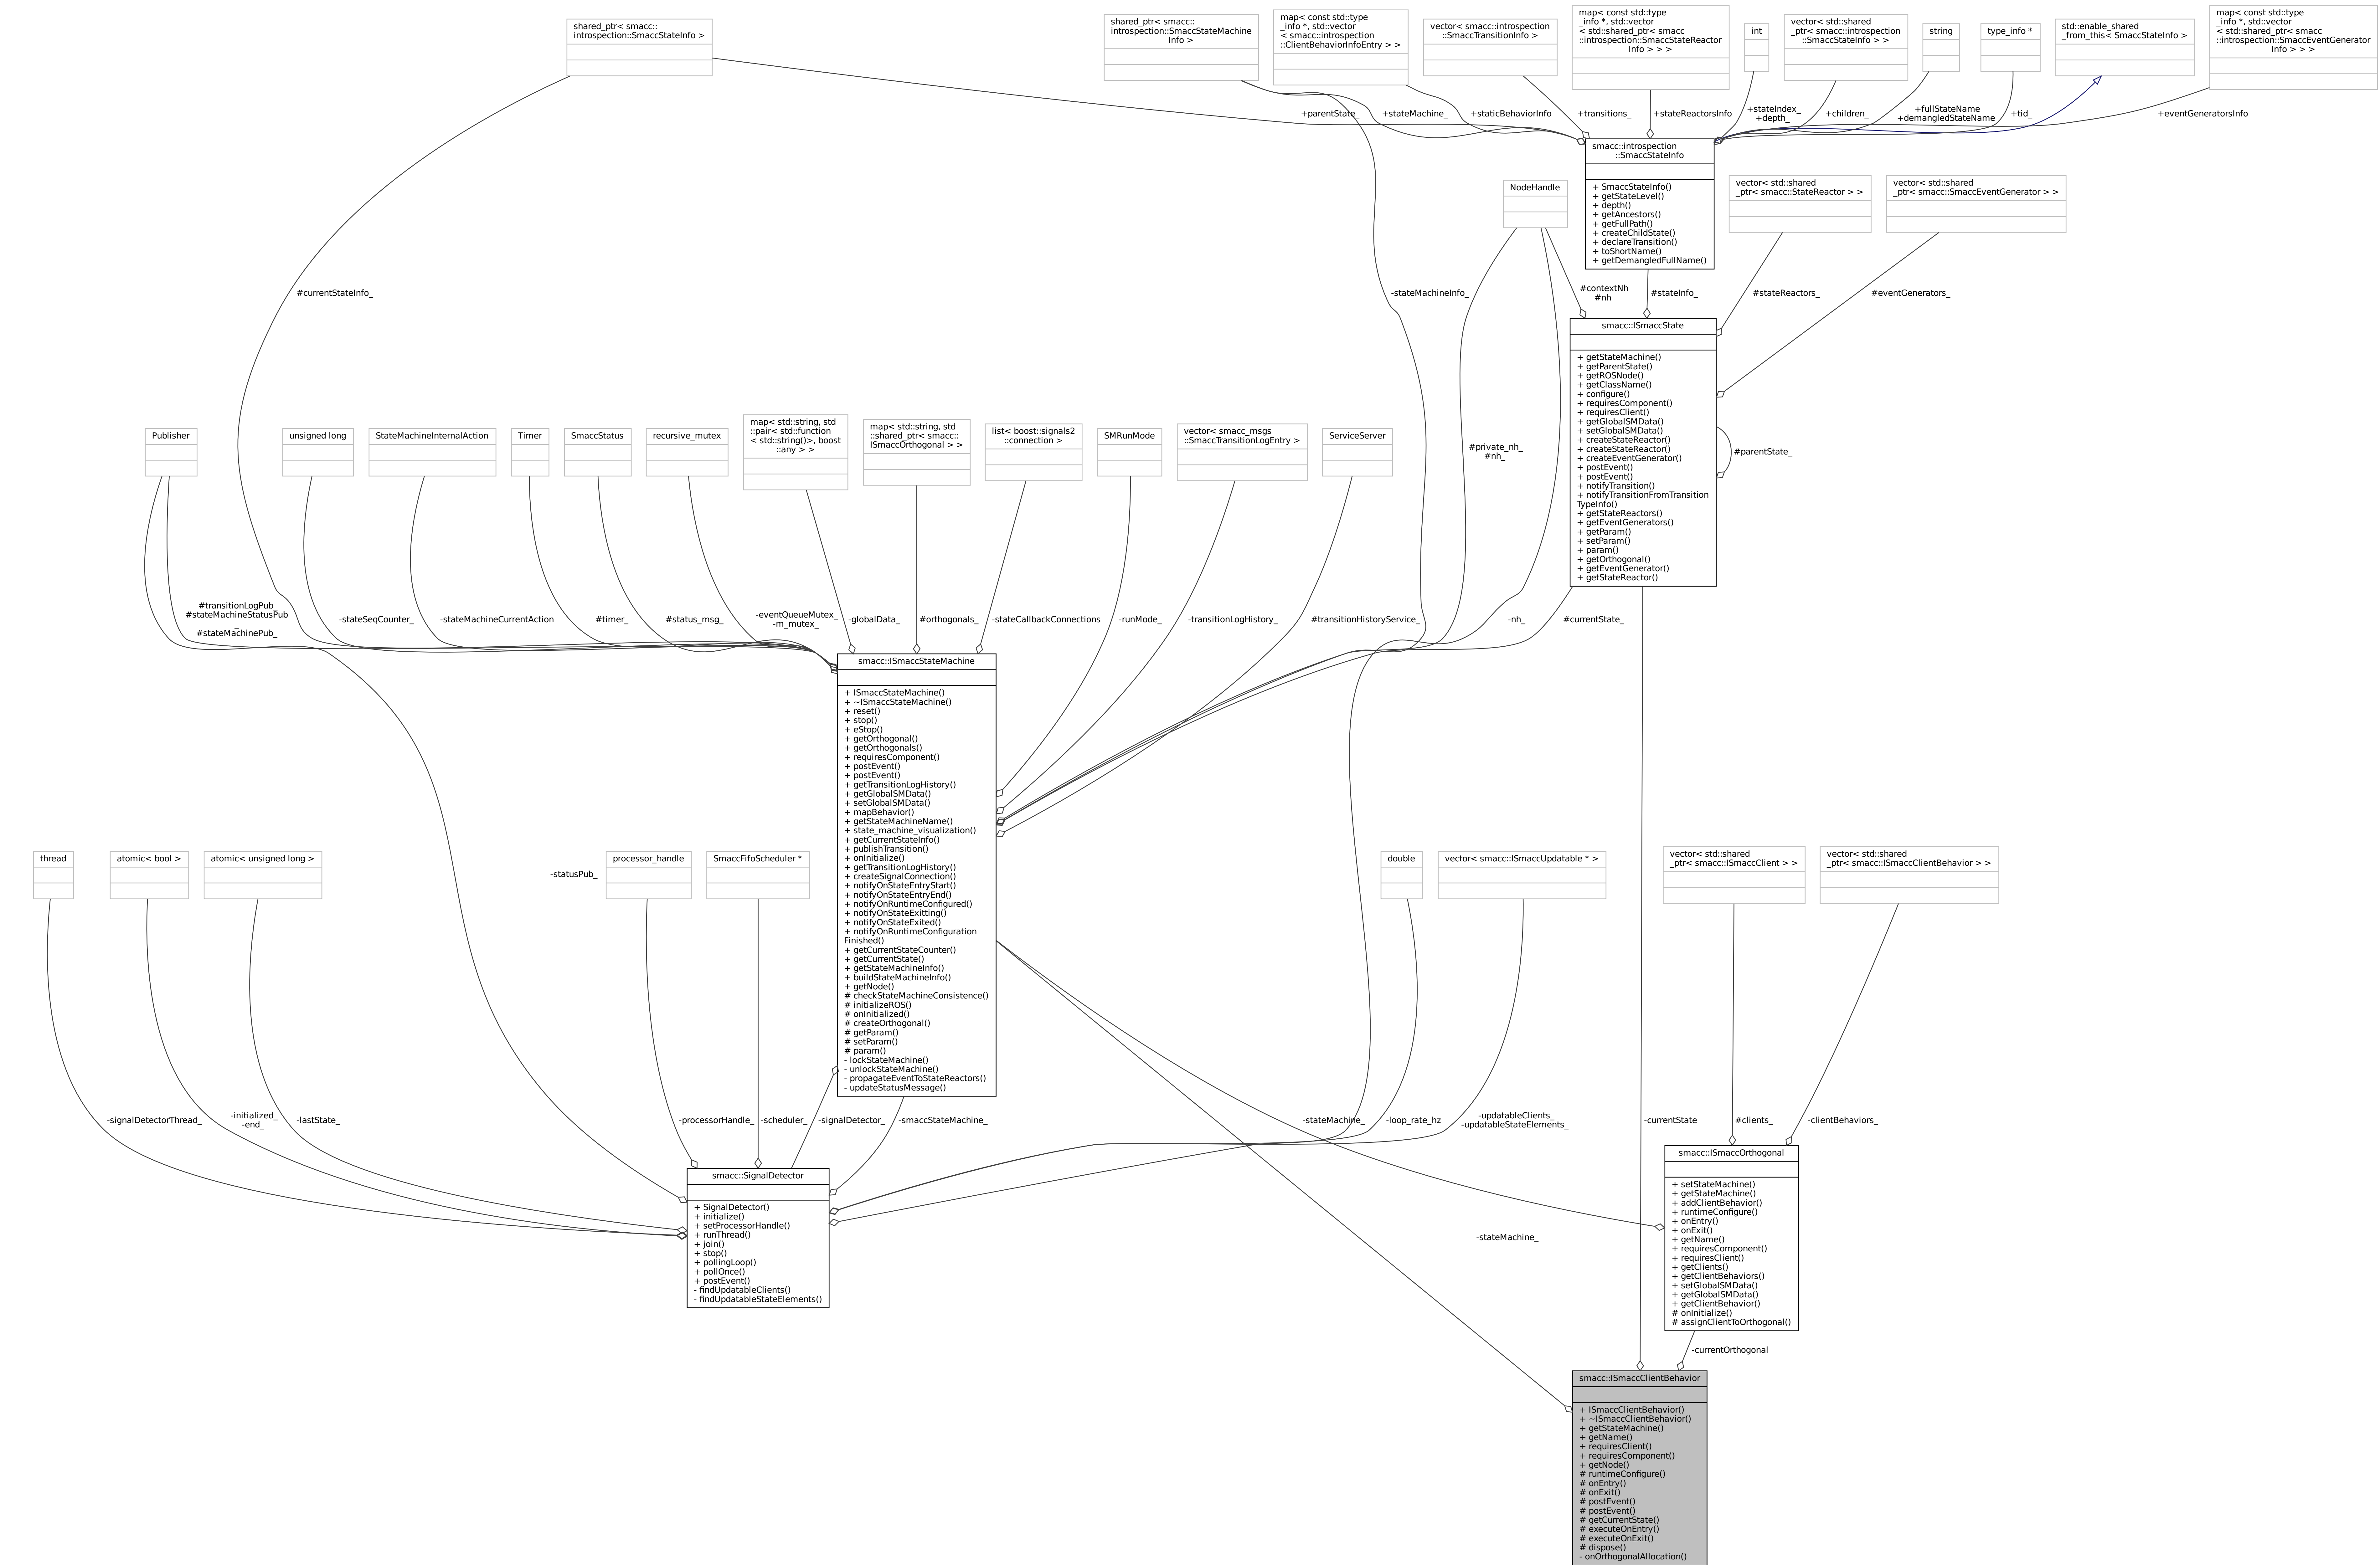 shared_ptr< smacc::
introspection::SmaccStateInfo >
shared_ptr< smacc::
introspection::SmaccStateMachine
Info >
map< const std::type
_info *, std::vector
< smacc::introspection
::ClientBehaviorInfoEntry > >
vector< smacc::introspection
::SmaccTransitionInfo >
map< const std::type
_info *, std::vector
< std::shared_ptr< smacc
::introspection::SmaccStateReactor
Info > > >
int
vector< std::shared
_ptr< smacc::introspection
::SmaccStateInfo > >
string
type_info *
std::enable_shared
_from_this< SmaccStateInfo >
map< const std::type
_info *, std::vector
< std::shared_ptr< smacc
::introspection::SmaccEventGenerator
Info > > >
+parentState_
+stateMachine_
+staticBehaviorInfo
+transitions_
+stateReactorsInfo
+stateIndex_
+depth_
+children_
+fullStateName
+demangledStateName
+tid_
+eventGeneratorsInfo
smacc::introspection
::SmaccStateInfo
+ SmaccStateInfo()
+ getStateLevel()
+ depth()
+ getAncestors()
+ getFullPath()
+ createChildState()
+ declareTransition()
+ toShortName()
+ getDemangledFullName()
NodeHandle
vector< std::shared
_ptr< smacc::StateReactor > >
vector< std::shared
_ptr< smacc::SmaccEventGenerator > >
#currentStateInfo_
-stateMachineInfo_
#contextNh
#nh
#stateInfo_
#stateReactors_
#eventGenerators_
smacc::ISmaccState
+ getStateMachine()
+ getParentState()
+ getROSNode()
+ getClassName()
+ configure()
+ requiresComponent()
+ requiresClient()
+ getGlobalSMData()
+ setGlobalSMData()
+ createStateReactor()
+ createStateReactor()
+ createEventGenerator()
+ postEvent()
+ postEvent()
+ notifyTransition()
+ notifyTransitionFromTransition
TypeInfo()
+ getStateReactors()
+ getEventGenerators()
+ getParam()
+ setParam()
+ param()
+ getOrthogonal()
+ getEventGenerator()
+ getStateReactor()
#parentState_
#private_nh_
#nh_
Publisher
unsigned long
StateMachineInternalAction
Timer
SmaccStatus
recursive_mutex
map< std::string, std
::pair< std::function
< std::string()>, boost
::any > >
map< std::string, std
::shared_ptr< smacc::
ISmaccOrthogonal > >
list< boost::signals2
::connection >
SMRunMode
vector< smacc_msgs
::SmaccTransitionLogEntry >
ServiceServer
#transitionLogPub_
#stateMachineStatusPub
_
#stateMachinePub_
-stateSeqCounter_
-stateMachineCurrentAction
#timer_
#status_msg_
-eventQueueMutex_
-m_mutex_
-globalData_
#orthogonals_
-stateCallbackConnections
-runMode_
-transitionLogHistory_
#transitionHistoryService_
-nh_
#currentState_
smacc::ISmaccStateMachine
+ ISmaccStateMachine()
+ ~ISmaccStateMachine()
+ reset()
+ stop()
+ eStop()
+ getOrthogonal()
+ getOrthogonals()
+ requiresComponent()
+ postEvent()
+ postEvent()
+ getTransitionLogHistory()
+ getGlobalSMData()
+ setGlobalSMData()
+ mapBehavior()
+ getStateMachineName()
+ state_machine_visualization()
+ getCurrentStateInfo()
+ publishTransition()
+ onInitialize()
+ getTransitionLogHistory()
+ createSignalConnection()
+ notifyOnStateEntryStart()
+ notifyOnStateEntryEnd()
+ notifyOnRuntimeConfigured()
+ notifyOnStateExitting()
+ notifyOnStateExited()
+ notifyOnRuntimeConfiguration
Finished()
+ getCurrentStateCounter()
+ getCurrentState()
+ getStateMachineInfo()
+ buildStateMachineInfo()
+ getNode()
# checkStateMachineConsistence()
# initializeROS()
# onInitialized()
# createOrthogonal()
# getParam()
# setParam()
# param()
- lockStateMachine()
- unlockStateMachine()
- propagateEventToStateReactors()
- updateStatusMessage()
thread
atomic< bool >
atomic< unsigned long >
-statusPub_
processor_handle
SmaccFifoScheduler *
double
vector< smacc::ISmaccUpdatable * >
vector< std::shared
_ptr< smacc::ISmaccClient > >
vector< std::shared
_ptr< smacc::ISmaccClientBehavior > >
-signalDetectorThread_
-initialized_
-end_
-lastState_
-processorHandle_
-scheduler_
-signalDetector_
-smaccStateMachine_
-stateMachine_
-loop_rate_hz
-updatableClients_
-updatableStateElements_
-currentState
#clients_
-clientBehaviors_
smacc::SignalDetector
+ SignalDetector()
+ initialize()
+ setProcessorHandle()
+ runThread()
+ join()
+ stop()
+ pollingLoop()
+ pollOnce()
+ postEvent()
- findUpdatableClients()
- findUpdatableStateElements()
-stateMachine_
smacc::ISmaccOrthogonal
+ setStateMachine()
+ getStateMachine()
+ addClientBehavior()
+ runtimeConfigure()
+ onEntry()
+ onExit()
+ getName()
+ requiresComponent()
+ requiresClient()
+ getClients()
+ getClientBehaviors()
+ setGlobalSMData()
+ getGlobalSMData()
+ getClientBehavior()
# onInitialize()
# assignClientToOrthogonal()
-currentOrthogonal
smacc::ISmaccClientBehavior
+ ISmaccClientBehavior()
+ ~ISmaccClientBehavior()
+ getStateMachine()
+ getName()
+ requiresClient()
+ requiresComponent()
+ getNode()
# runtimeConfigure()
# onEntry()
# onExit()
# postEvent()
# postEvent()
# getCurrentState()
# executeOnEntry()
# executeOnExit()
# dispose()
- onOrthogonalAllocation()